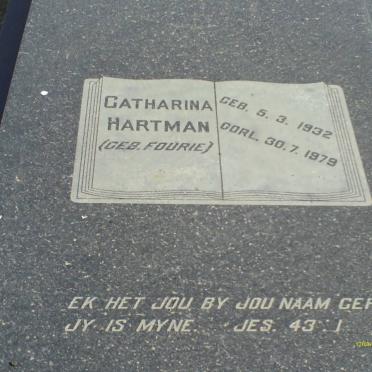 CATHARINA
HARTMAN
(GEB. FOURIE)
GEB. 5. 3. 1932
OORL. 30. 7. 1979
EK HET JOU BY JOU NAAM GER
JY IS MYNE. JES. 43 : 1